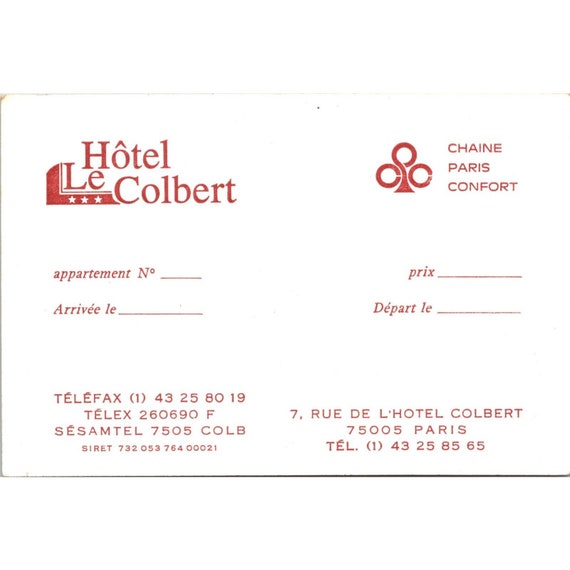 Hôtel
Le Colbert
CHAINE
PARIS
CONFORT
appartement Nº _____
prix __________
Arrivée le __________
Départ le __________
TÉLÉFAX (1) 43 25 80 19
TÉLEX 260690 F
SÉSAMTEL 7505 COLB
SIRET 732 053 764 00021
7, RUE DE L'HOTEL COLBERT
75005 PARIS
TÉL. (1) 43 25 85 65